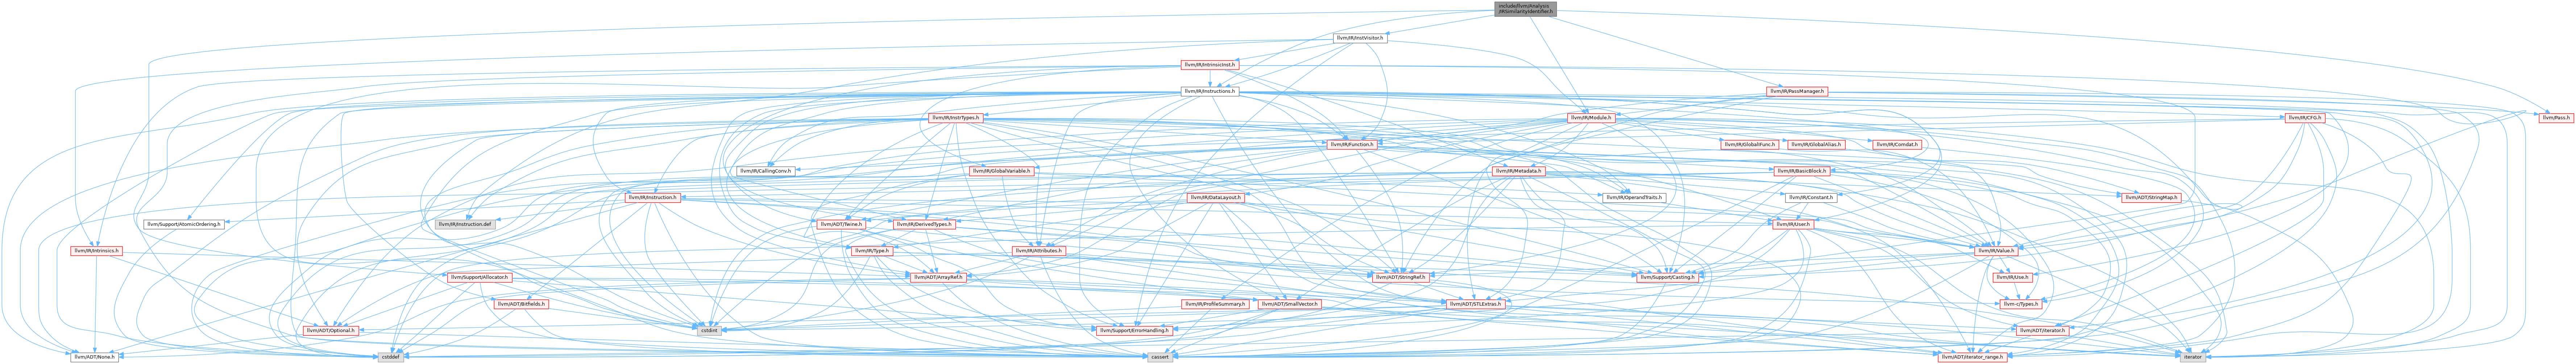 include/llvm/Analysis
/IRSimilarityIdentifier.h
llvm/IR/InstVisitor.h
llvm/IR/IntrinsicInst.h
llvm/IR/Instructions.h
llvm/IR/PassManager.h
llvm/IR/InstrTypes.h
llvm/IR/Module.h
llvm/IR/CFG.h
llvm/Pass.h
llvm/IR/Function.h
llvm/IR/GlobalIFunc.h
llvm/IR/GlobalAlias.h
llvm/IR/Comdat.h
llvm/IR/CallingConv.h
llvm/IR/GlobalVariable.h
llvm/IR/Metadata.h
llvm/IR/BasicBlock.h
llvm/IR/Instruction.h
llvm/IR/DataLayout.h
llvm/IR/OperandTraits.h
llvm/IR/Constant.h
llvm/ADT/StringMap.h
llvm/Support/AtomicOrdering.h
llvm/IR/Instruction.def
llvm/ADT/Twine.h
llvm/IR/DerivedTypes.h
llvm/IR/User.h
llvm/IR/Intrinsics.h
llvm/IR/Type.h
llvm/IR/Attributes.h
llvm/IR/Value.h
llvm/Support/Allocator.h
llvm/ADT/ArrayRef.h
llvm/ADT/StringRef.h
llvm/Support/Casting.h
llvm/IR/Use.h
llvm/ADT/Bitfields.h
llvm/IR/ProfileSummary.h
llvm/ADT/SmallVector.h
llvm/ADT/STLExtras.h
llvm-c/Types.h
llvm/ADT/Optional.h
cstdint
llvm/Support/ErrorHandling.h
llvm/ADT/iterator.h
llvm/ADT/None.h
cstddef
cassert
llvm/ADT/iterator_range.h
iterator